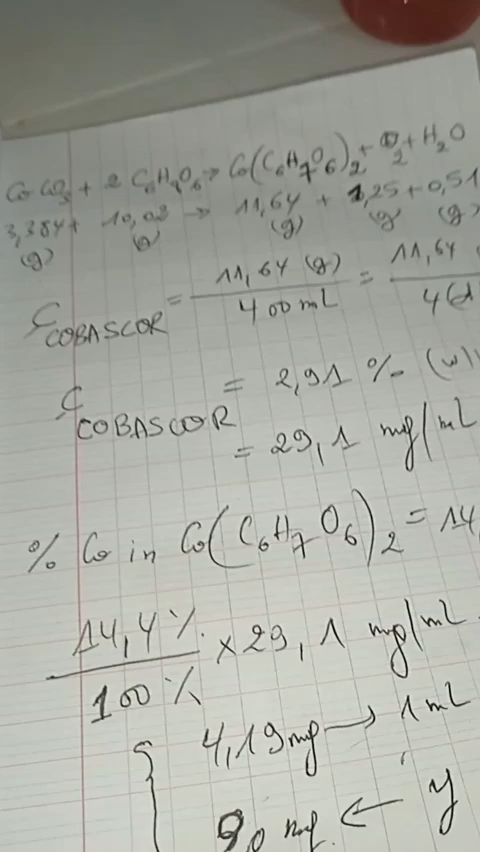 CoCO3 + 2 C6H8O6 → Co(C6H7O6)2 + CO2 + H2O
3,384 + 10,02 → 11,64 + 1,25 + 0,51
(g) (g) (g) (g) (g)
C COBASCOR = 11,64 (g) / 400 mL = 11,64 / 4(d
C COBASCOR = 2,91 % (w)
= 29,1 mg/mL
% Co in Co(C6H7O6)2 = 14,
14,4% / 100% × 29,1 mg/mL
4,19 mg → 1 mL
90 mg ← y